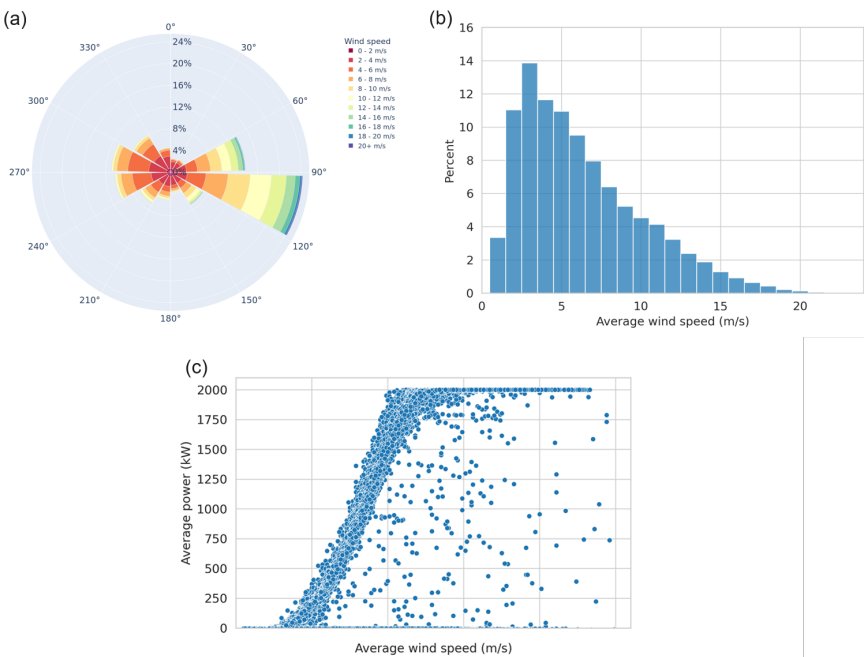 (a)
0°
30°
60°
90°
120°
150°
180°
210°
240°
270°
300°
330°
24%
20%
16%
12%
8%
4%
0%
Wind speed
0 - 2 m/s
2 - 4 m/s
4 - 6 m/s
6 - 8 m/s
8 - 10 m/s
10 - 12 m/s
12 - 14 m/s
14 - 16 m/s
16 - 18 m/s
18 - 20 m/s
20+ m/s
(b)
Percent
16
14
12
10
8
6
4
2
0
0 5 10 15 20
Average wind speed (m/s)
(c)
Average power (kW)
2000
1750
1500
1250
1000
750
500
250
0
Average wind speed (m/s)